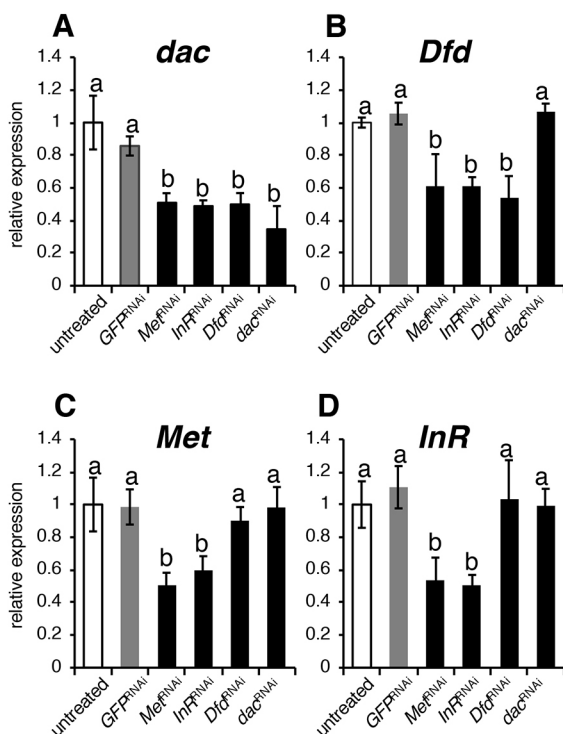 A
dac
relative expression
1.4
1.2
1
0.8
0.6
0.4
1.2
0
a
a
b
b
b
b
untreated
GFPRNAi
MetRNAi
InRRNAi
DfdRNAi
dacRNAi
B
Dfd
1.4
1.2
1
0.8
0.6
0.4
1.2
0
a
a
b
b
b
a
untreated
GFPRNAi
MetRNAi
InRRNAi
DfdRNAi
dacRNAi
C
Met
relative expression
1.4
1.2
1
0.8
0.6
0.4
0.2
0
a
a
b
b
a
a
untreated
GFPRNAi
MetRNAi
InRRNAi
DfdRNAi
dacRNAi
D
InR
1.4
1.2
1
0.8
0.6
0.4
0.2
0
a
a
b
b
a
a
untreated
GFPRNAi
MetRNAi
InRRNAi
DfdRNAi
dacRNAi